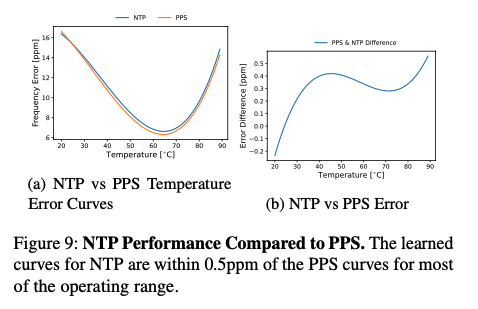 NTP PPS
Frequency Error [ppm]
16
14
12
10
8
6
20 30 40 50 60 70 80 90
Temperature [°C]
(a) NTP vs PPS Temperature
Error Curves
PPS & NTP Difference
Error Difference [ppm]
0.5
0.4
0.3
0.2
0.1
0.0
−0.1
−0.2
20 30 40 50 60 70 80 90
Temperature [°C]
(b) NTP vs PPS Error
Figure 9: NTP Performance Compared to PPS. The learned
curves for NTP are within 0.5ppm of the PPS curves for most
of the operating range.